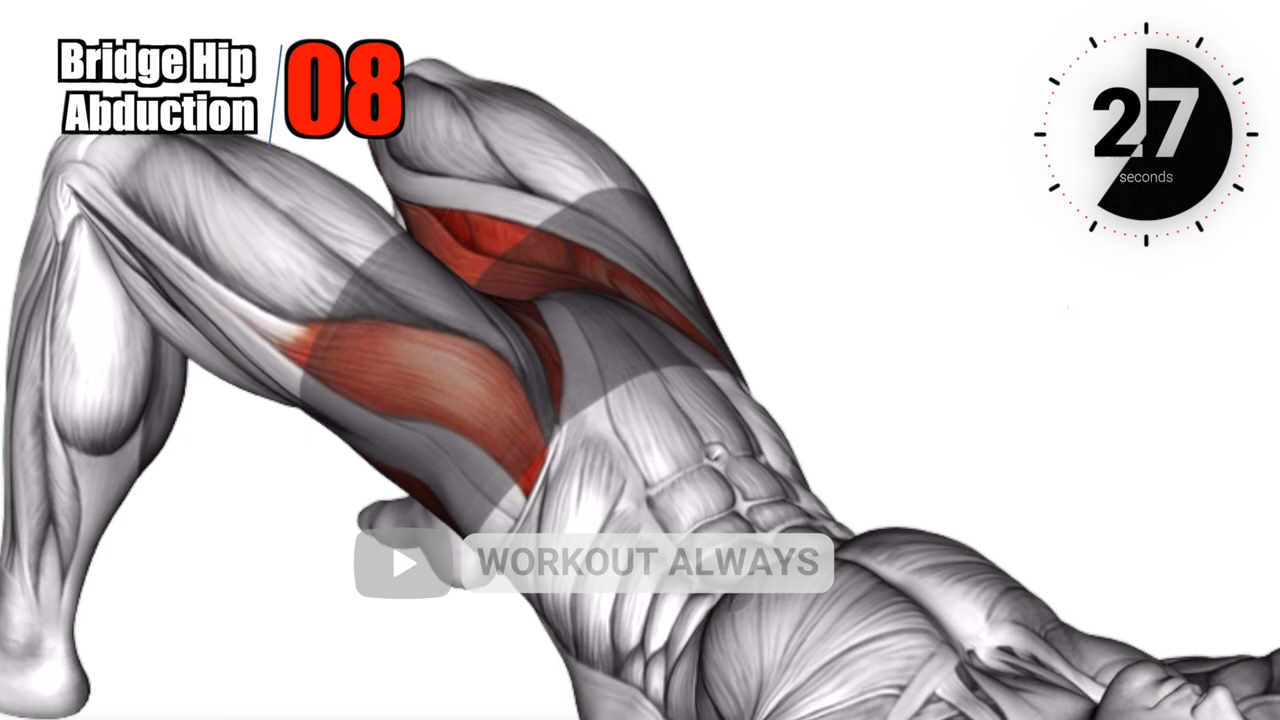 Bridge Hip
Abduction
08
27
seconds
WORKOUT ALWAYS